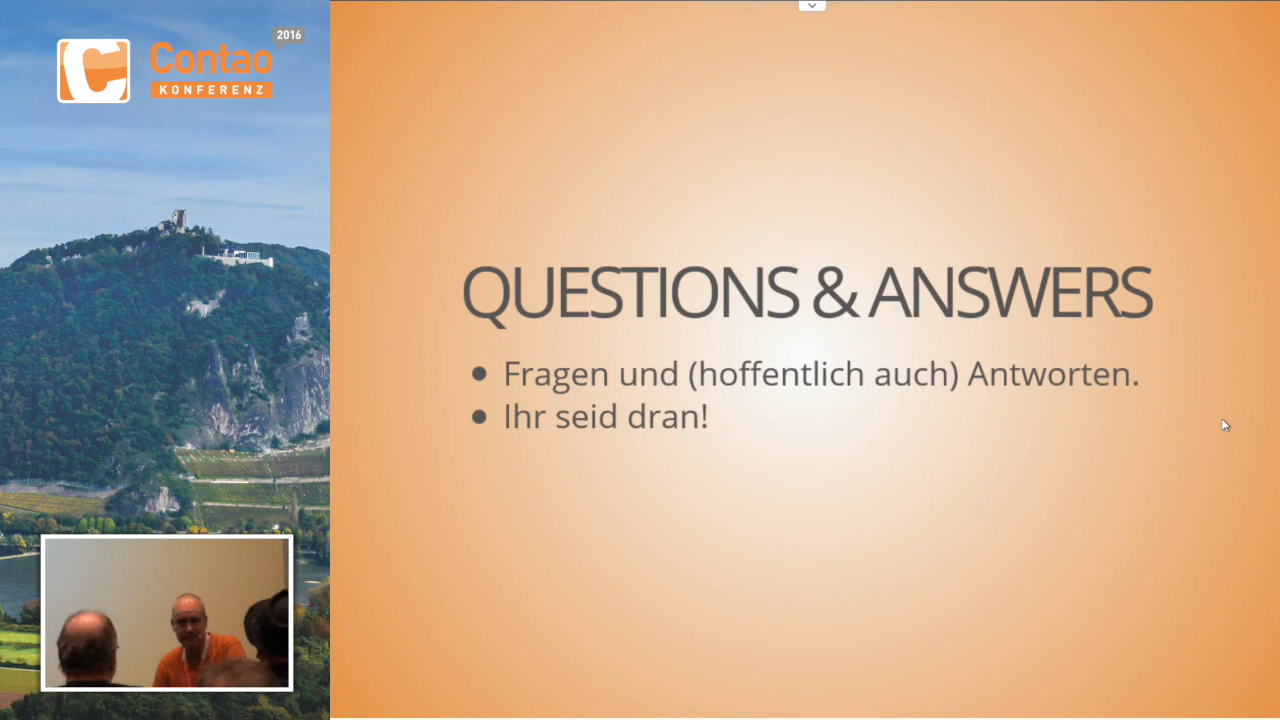 2016
Contao
KONFERENZ
QUESTIONS & ANSWERS
Fragen und (hoffentlich auch) Antworten.
Ihr seid dran!